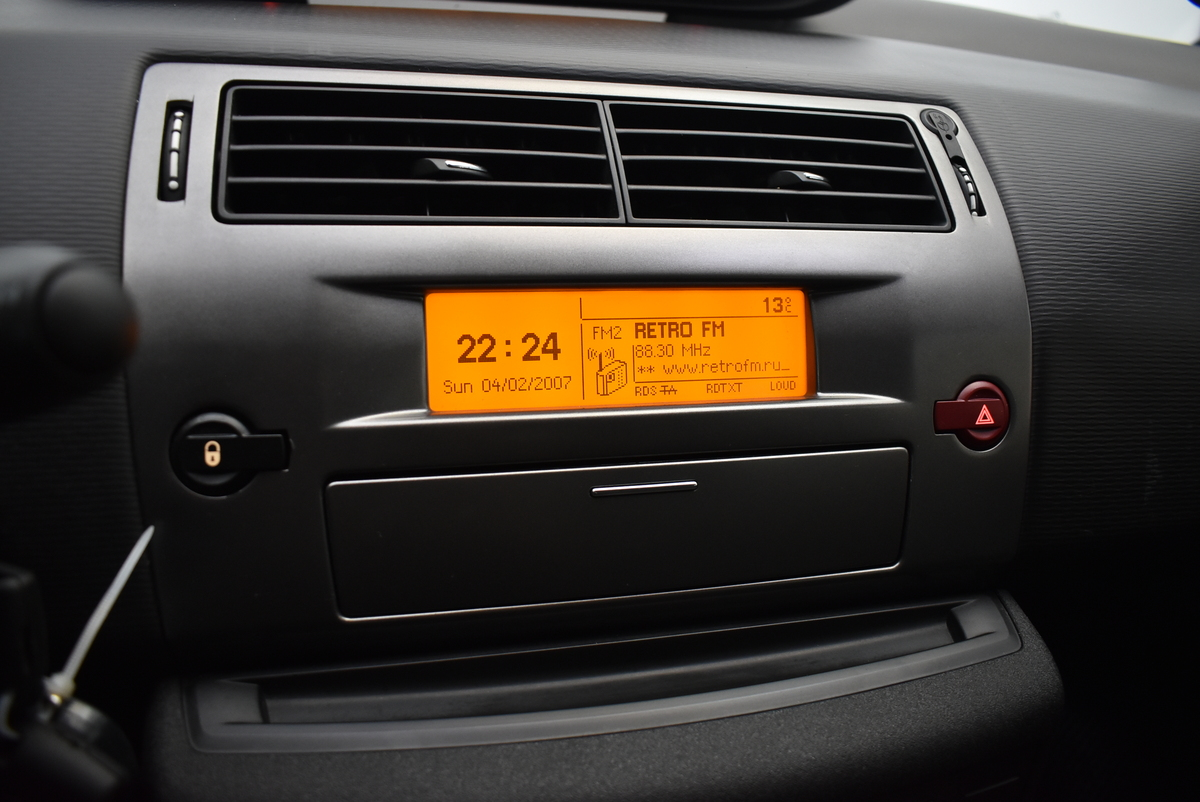 13°C
22:24
Sun 04/02/2007
FM2 RETRO FM
88.30 MHz
** www.retrofm.ru_
RDS TA RDTXT LOUD